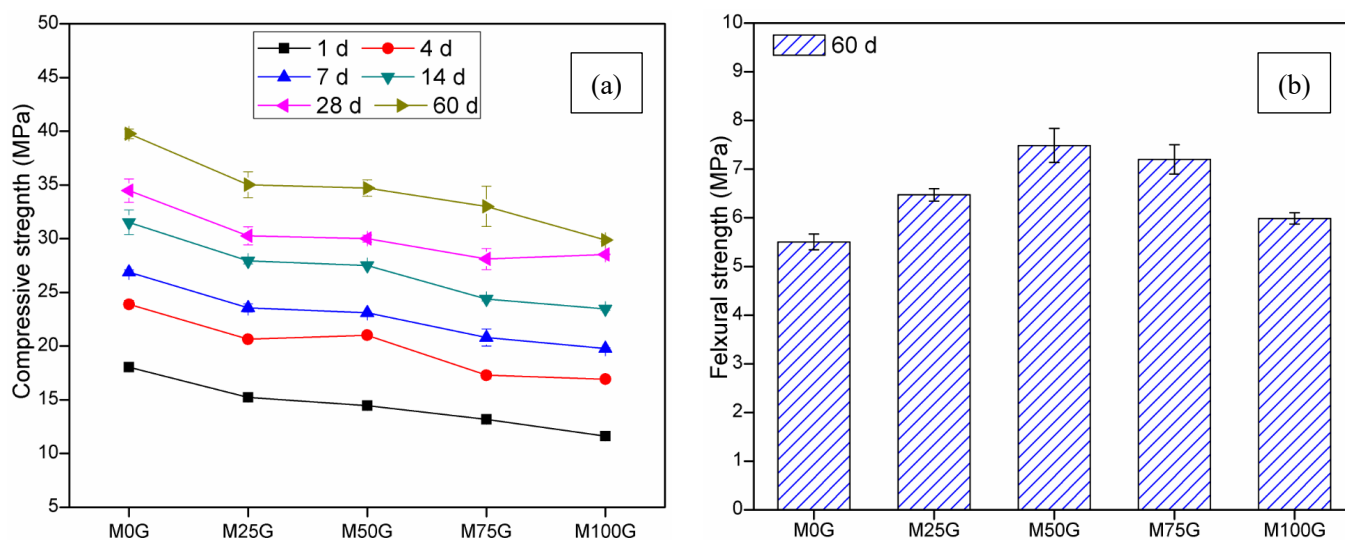 50
45
40
35
30
25
20
15
10
5
Compressive stregnth (MPa)
1 d 4 d
7 d 14 d
28 d 60 d
(a)
M0G M25G M50G M75G M100G
10
9
8
7
6
5
4
3
2
1
0
Felxural strength (MPa)
60 d
(b)
M0G M25G M50G M75G M100G